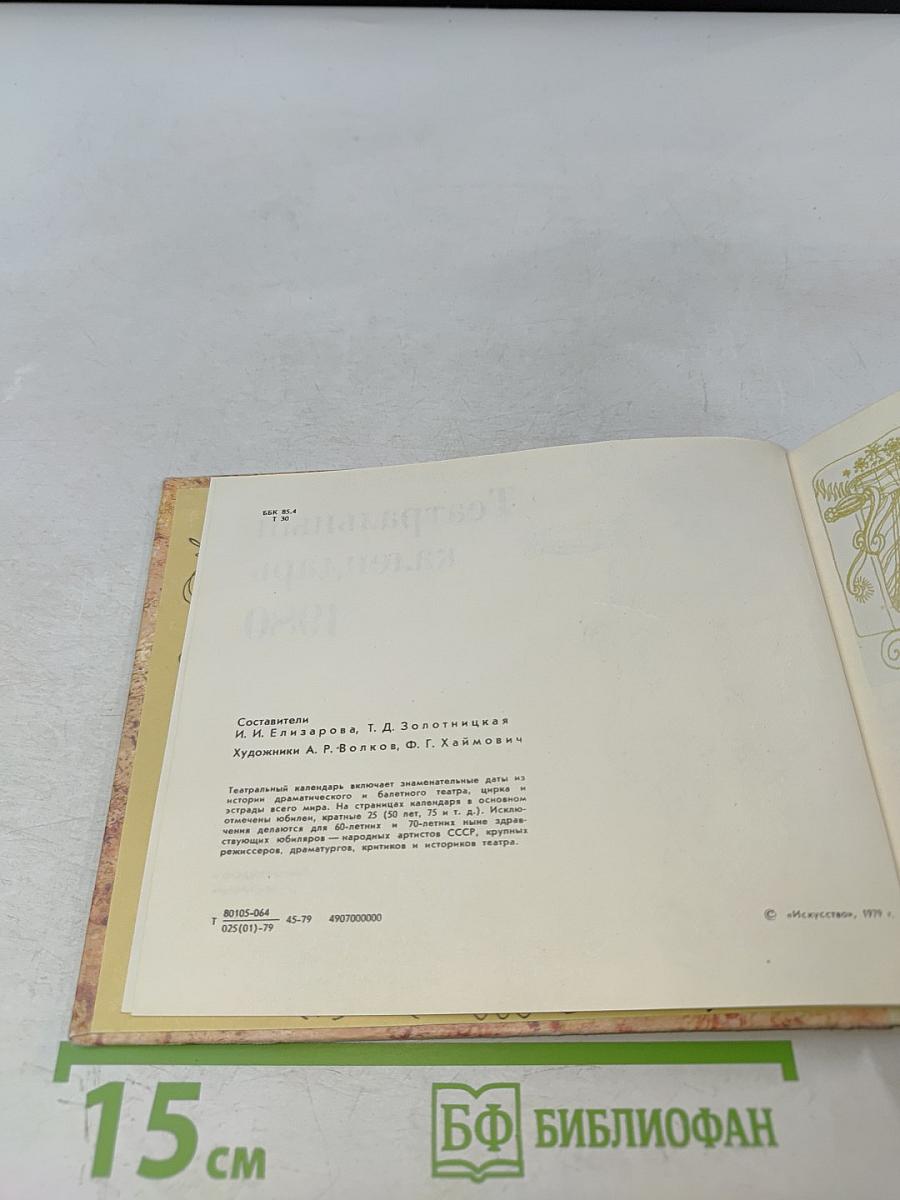 ББК 85.4
Т 30
Театральный
календарь
1980
Составители
И. И. Елизарова, Т. Д. Золотницкая
Художники А. Р. Волков, Ф. Г. Хаймович
Театральный календарь включает знаменательные даты из
истории драматического и балетного театра, цирка и
эстрады всего мира. На страницах календаря в основном
отмечены юбилеи, кратные 25 (50 лет, 75 и т. д.). Исклю-
чения делаются для 60-летних и 70-летних ныне здрав-
ствующих юбиляров — народных артистов СССР, крупных
режиссеров, драматургов, критиков и историков театра.
Т 80105-064
025(01)-79 45-79 4907000000
© «Искусство», 1979 г.
15 см
БФ БИБЛИОФАН